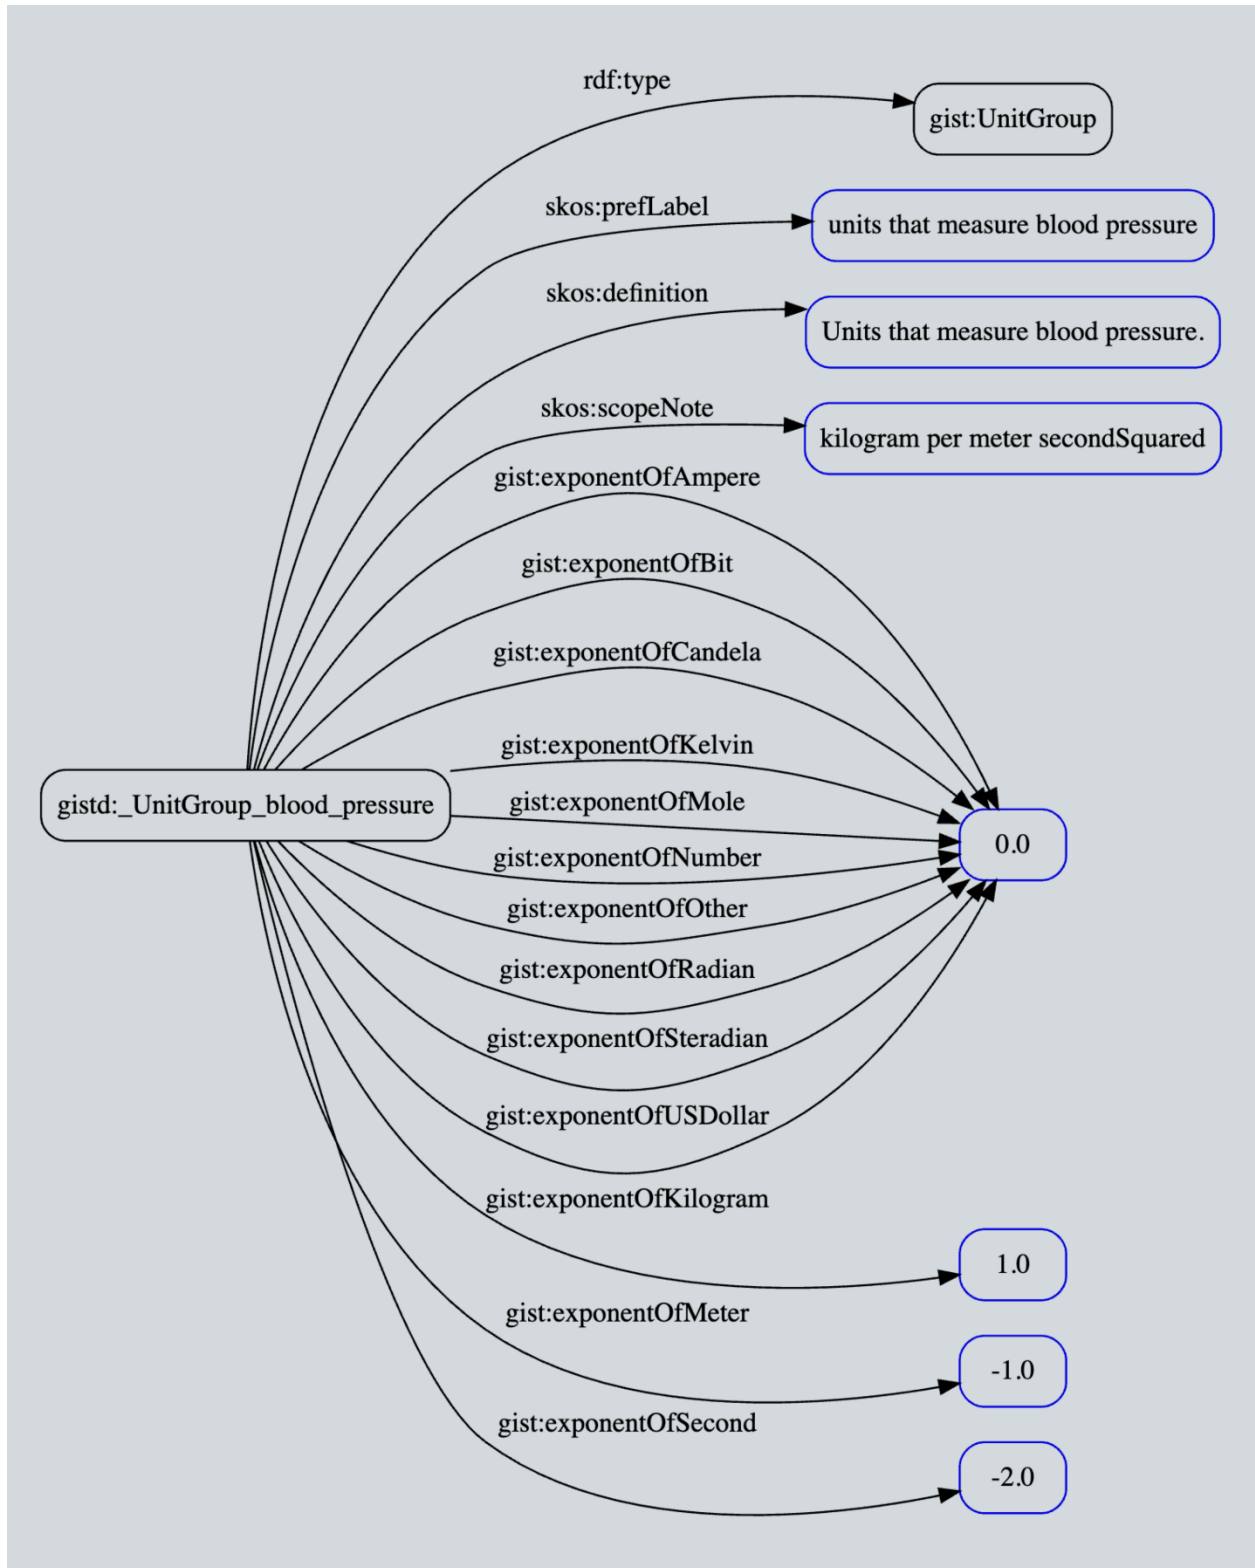 rdf:type
gist:UnitGroup
skos:prefLabel
units that measure blood pressure
skos:definition
Units that measure blood pressure.
skos:scopeNote
kilogram per meter secondSquared
gist:exponentOfAmpere
gist:exponentOfBit
gist:exponentOfCandela
gist:exponentOfKelvin
gistd:_UnitGroup_blood_pressure
gist:exponentOfMole
0.0
gist:exponentOfNumber
gist:exponentOfOther
gist:exponentOfRadian
gist:exponentOfSteradian
gist:exponentOfUSDollar
gist:exponentOfKilogram
1.0
gist:exponentOfMeter
-1.0
gist:exponentOfSecond
-2.0